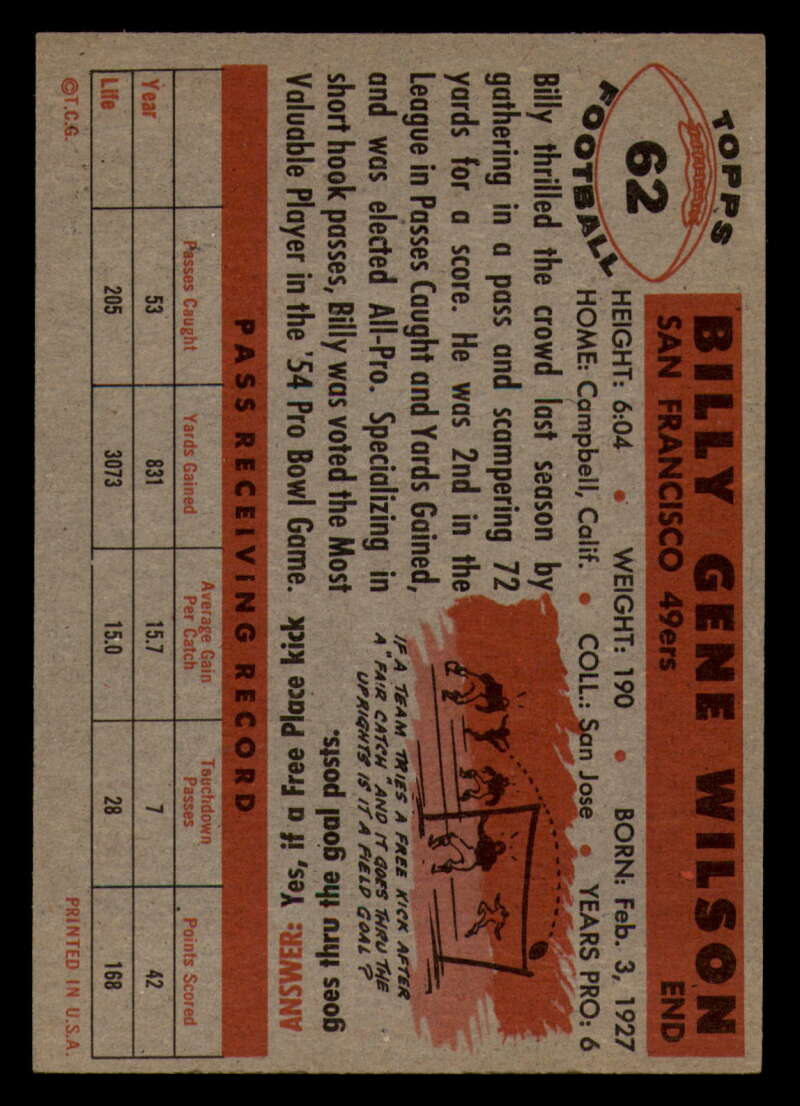 TOPPS
62
FOOTBALL
BILLY GENE WILSON
SAN FRANCISCO 49ers END
HEIGHT: 6:04 • WEIGHT: 190 • BORN: Feb. 3, 1927
HOME: Campbell, Calif. • COLL.: San Jose • YEARS PRO: 6
Billy thrilled the crowd last season by
gathering in a pass and scampering 72
yards for a score. He was 2nd in the
League in Passes Caught and Yards Gained,
and was elected All-Pro. Specializing in
short hook passes, Billy was voted the Most
Valuable Player in the '54 Pro Bowl Game.
IF A TEAM TRIES A FREE KICK AFTER
A "FAIR CATCH" AND IT GOES THRU THE
UPRIGHTS IS IT A FIELD GOAL?
ANSWER: Yes, if a Free Place kick
goes thru the goal posts.
PASS RECEIVING RECORD
Passes Caught Yards Gained Average Gain Per Catch Touchdown Passes Points Scored
Year 53 831 15.7 7 42
Life 205 3073 15.0 28 168
©T.C.G. PRINTED IN U.S.A.